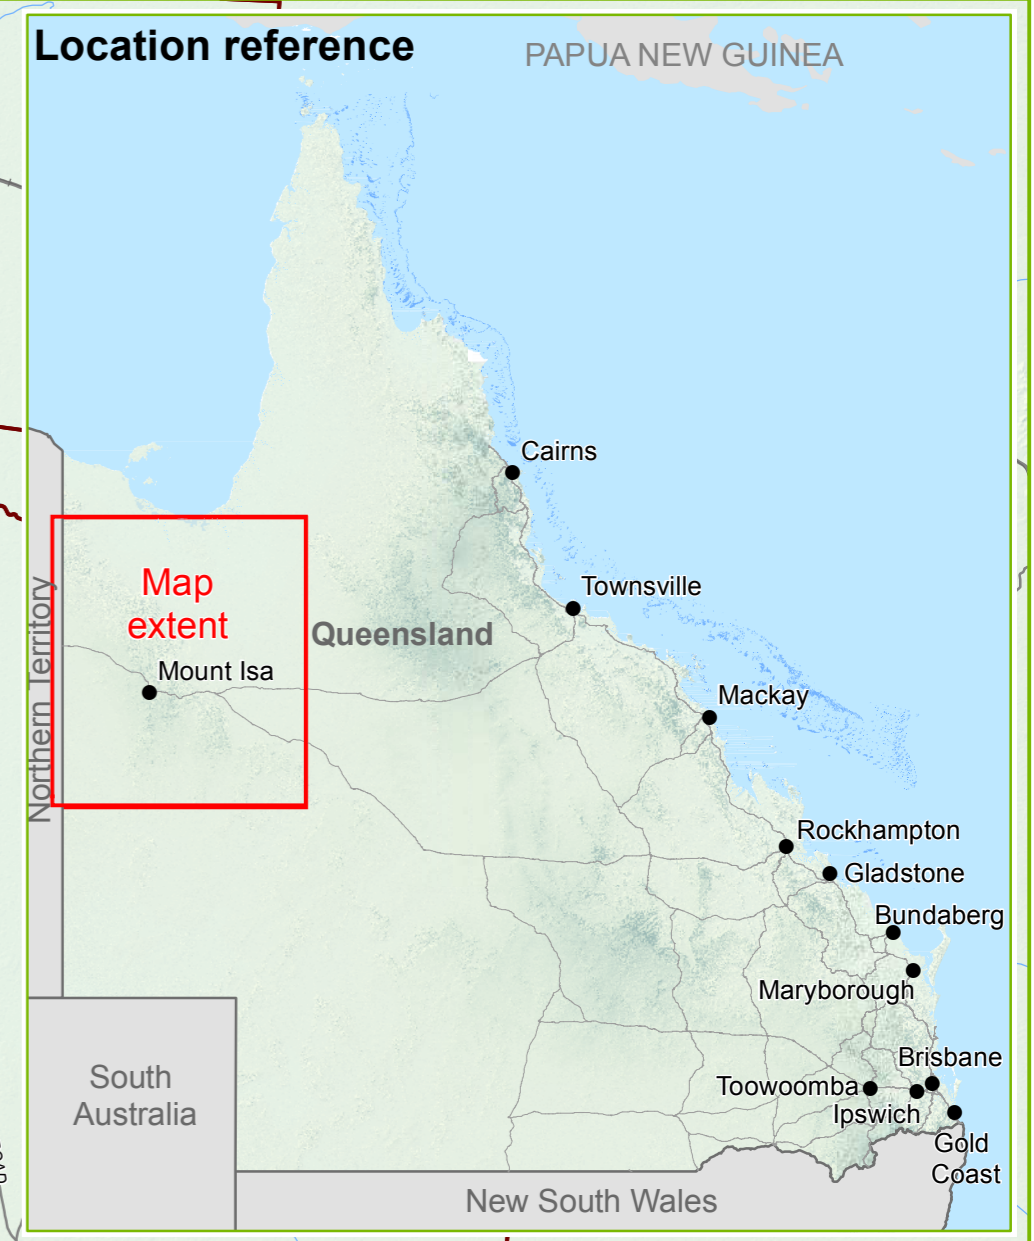 Location reference
PAPUA NEW GUINEA
Cairns
Townsville
Map
extent
Queensland
Mount Isa
Northern Territory
Mackay
Rockhampton
Gladstone
Bundaberg
Maryborough
Brisbane
Toowoomba
Ipswich
Gold
Coast
South
Australia
New South Wales